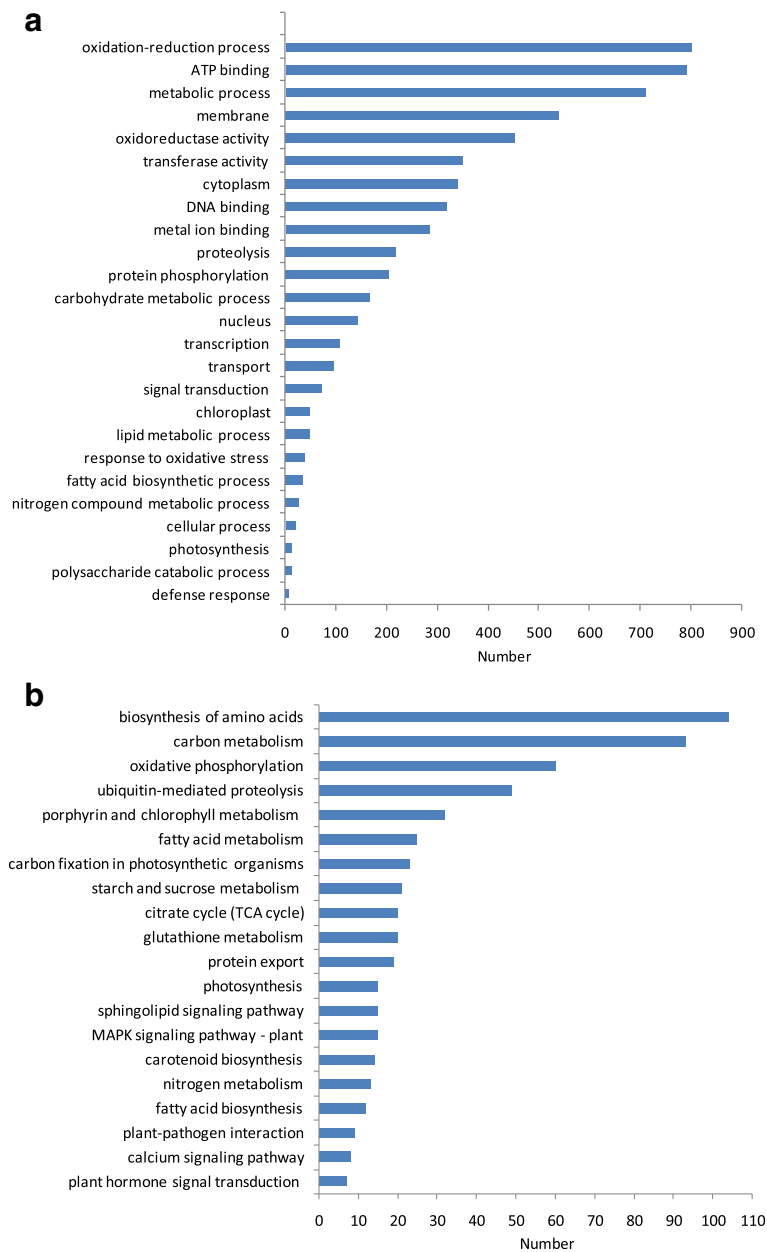 a
oxidation-reduction process
ATP binding
metabolic process
membrane
oxidoreductase activity
transferase activity
cytoplasm
DNA binding
metal ion binding
proteolysis
protein phosphorylation
carbohydrate metabolic process
nucleus
transcription
transport
signal transduction
chloroplast
lipid metabolic process
response to oxidative stress
fatty acid biosynthetic process
nitrogen compound metabolic process
cellular process
photosynthesis
polysaccharide catabolic process
defense response
0 100 200 300 400 500 600 700 800 900
Number
b
biosynthesis of amino acids
carbon metabolism
oxidative phosphorylation
ubiquitin-mediated proteolysis
porphyrin and chlorophyll metabolism
fatty acid metabolism
carbon fixation in photosynthetic organisms
starch and sucrose metabolism
citrate cycle (TCA cycle)
glutathione metabolism
protein export
photosynthesis
sphingolipid signaling pathway
MAPK signaling pathway - plant
carotenoid biosynthesis
nitrogen metabolism
fatty acid biosynthesis
plant-pathogen interaction
calcium signaling pathway
plant hormone signal transduction
0 10 20 30 40 50 60 70 80 90 100 110
Number